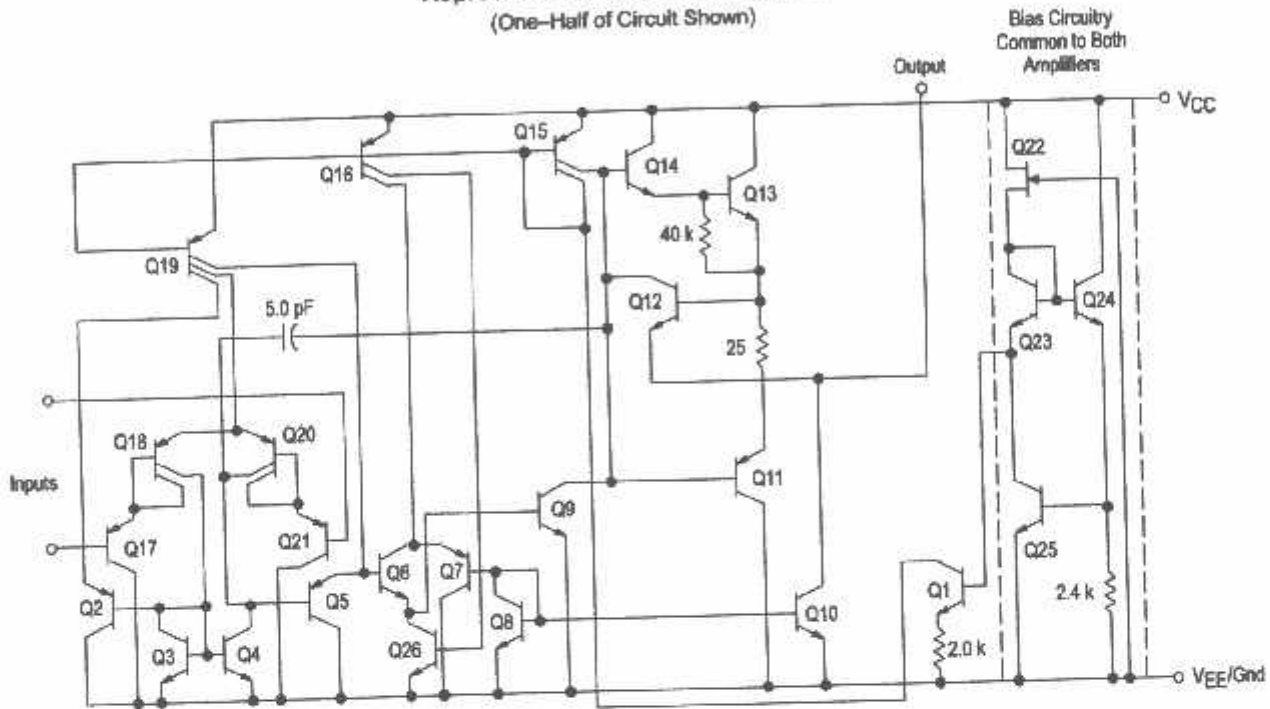 (One–Half of Circuit Shown)
Bias Circuitry
Common to Both
Amplifiers
Output
VCC
Q15
Q22
Q16
Q14
Q13
Q19
40 k
Q12
Q24
5.0 pF
Q23
25
Q18
Q20
Inputs
Q11
Q9
Q17
Q21
Q25
Q6
Q7
Q1
Q2
Q5
Q8
Q10
2.4 k
Q3
Q4
Q26
2.0 k
VEE/Gnd